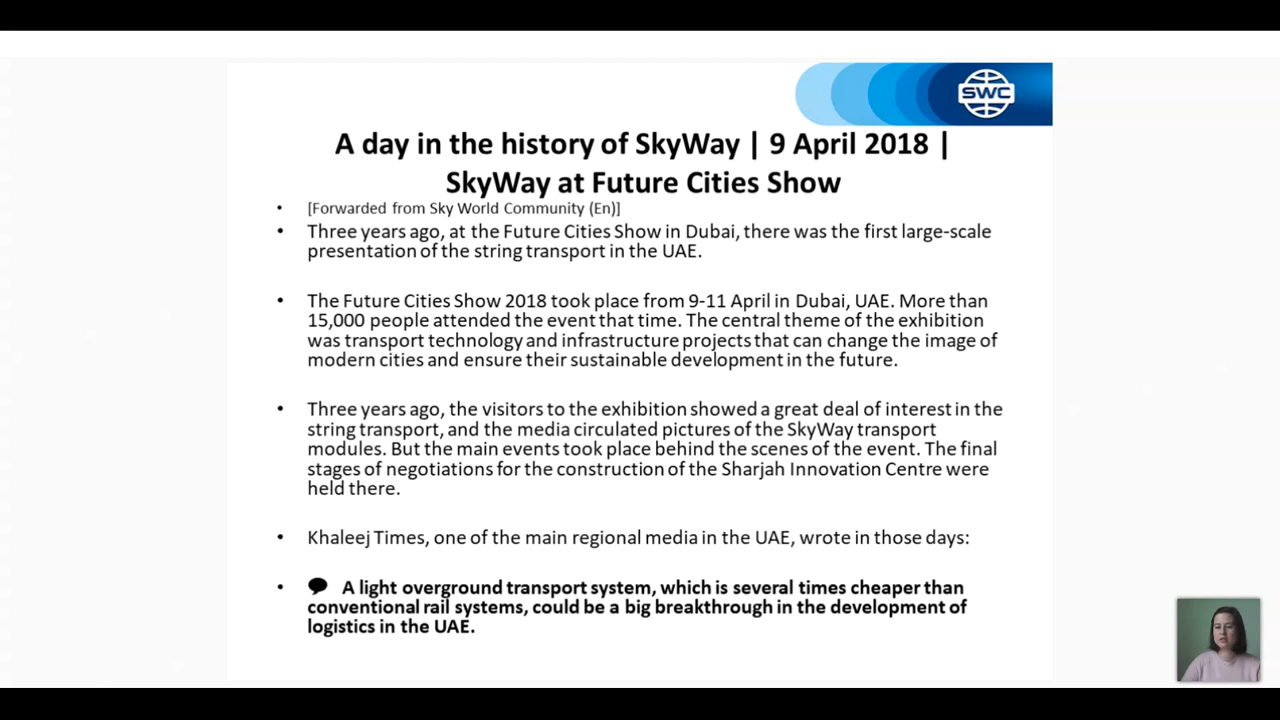 SWC
A day in the history of SkyWay | 9 April 2018 |
SkyWay at Future Cities Show
• [Forwarded from Sky World Community (En)]
• Three years ago, at the Future Cities Show in Dubai, there was the first large-scale
presentation of the string transport in the UAE.
• The Future Cities Show 2018 took place from 9-11 April in Dubai, UAE. More than
15,000 people attended the event that time. The central theme of the exhibition
was transport technology and infrastructure projects that can change the image of
modern cities and ensure their sustainable development in the future.
• Three years ago, the visitors to the exhibition showed a great deal of interest in the
string transport, and the media circulated pictures of the SkyWay transport
modules. But the main events took place behind the scenes of the event. The final
stages of negotiations for the construction of the Sharjah Innovation Centre were
held there.
• Khaleej Times, one of the main regional media in the UAE, wrote in those days:
• A light overground transport system, which is several times cheaper than
conventional rail systems, could be a big breakthrough in the development of
logistics in the UAE.